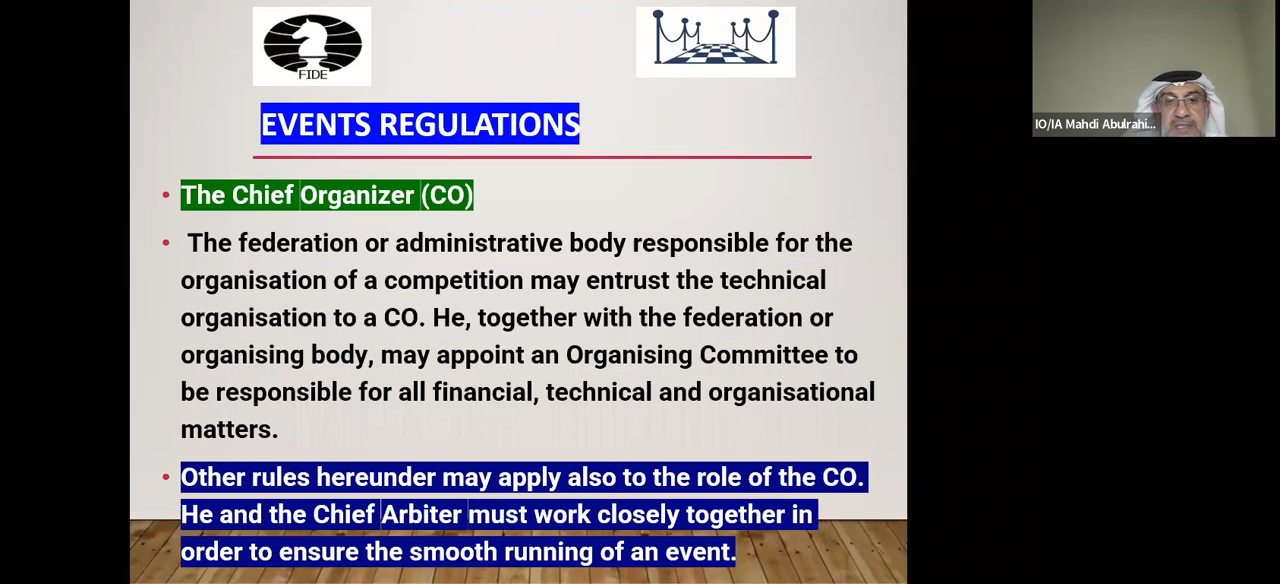 FIDE
EVENTS REGULATIONS
IO/IA Mahdi Abulrahi...
• The Chief Organizer (CO)
• The federation or administrative body responsible for the
organisation of a competition may entrust the technical
organisation to a CO. He, together with the federation or
organising body, may appoint an Organising Committee to
be responsible for all financial, technical and organisational
matters.
• Other rules hereunder may apply also to the role of the CO.
He and the Chief Arbiter must work closely together in
order to ensure the smooth running of an event.